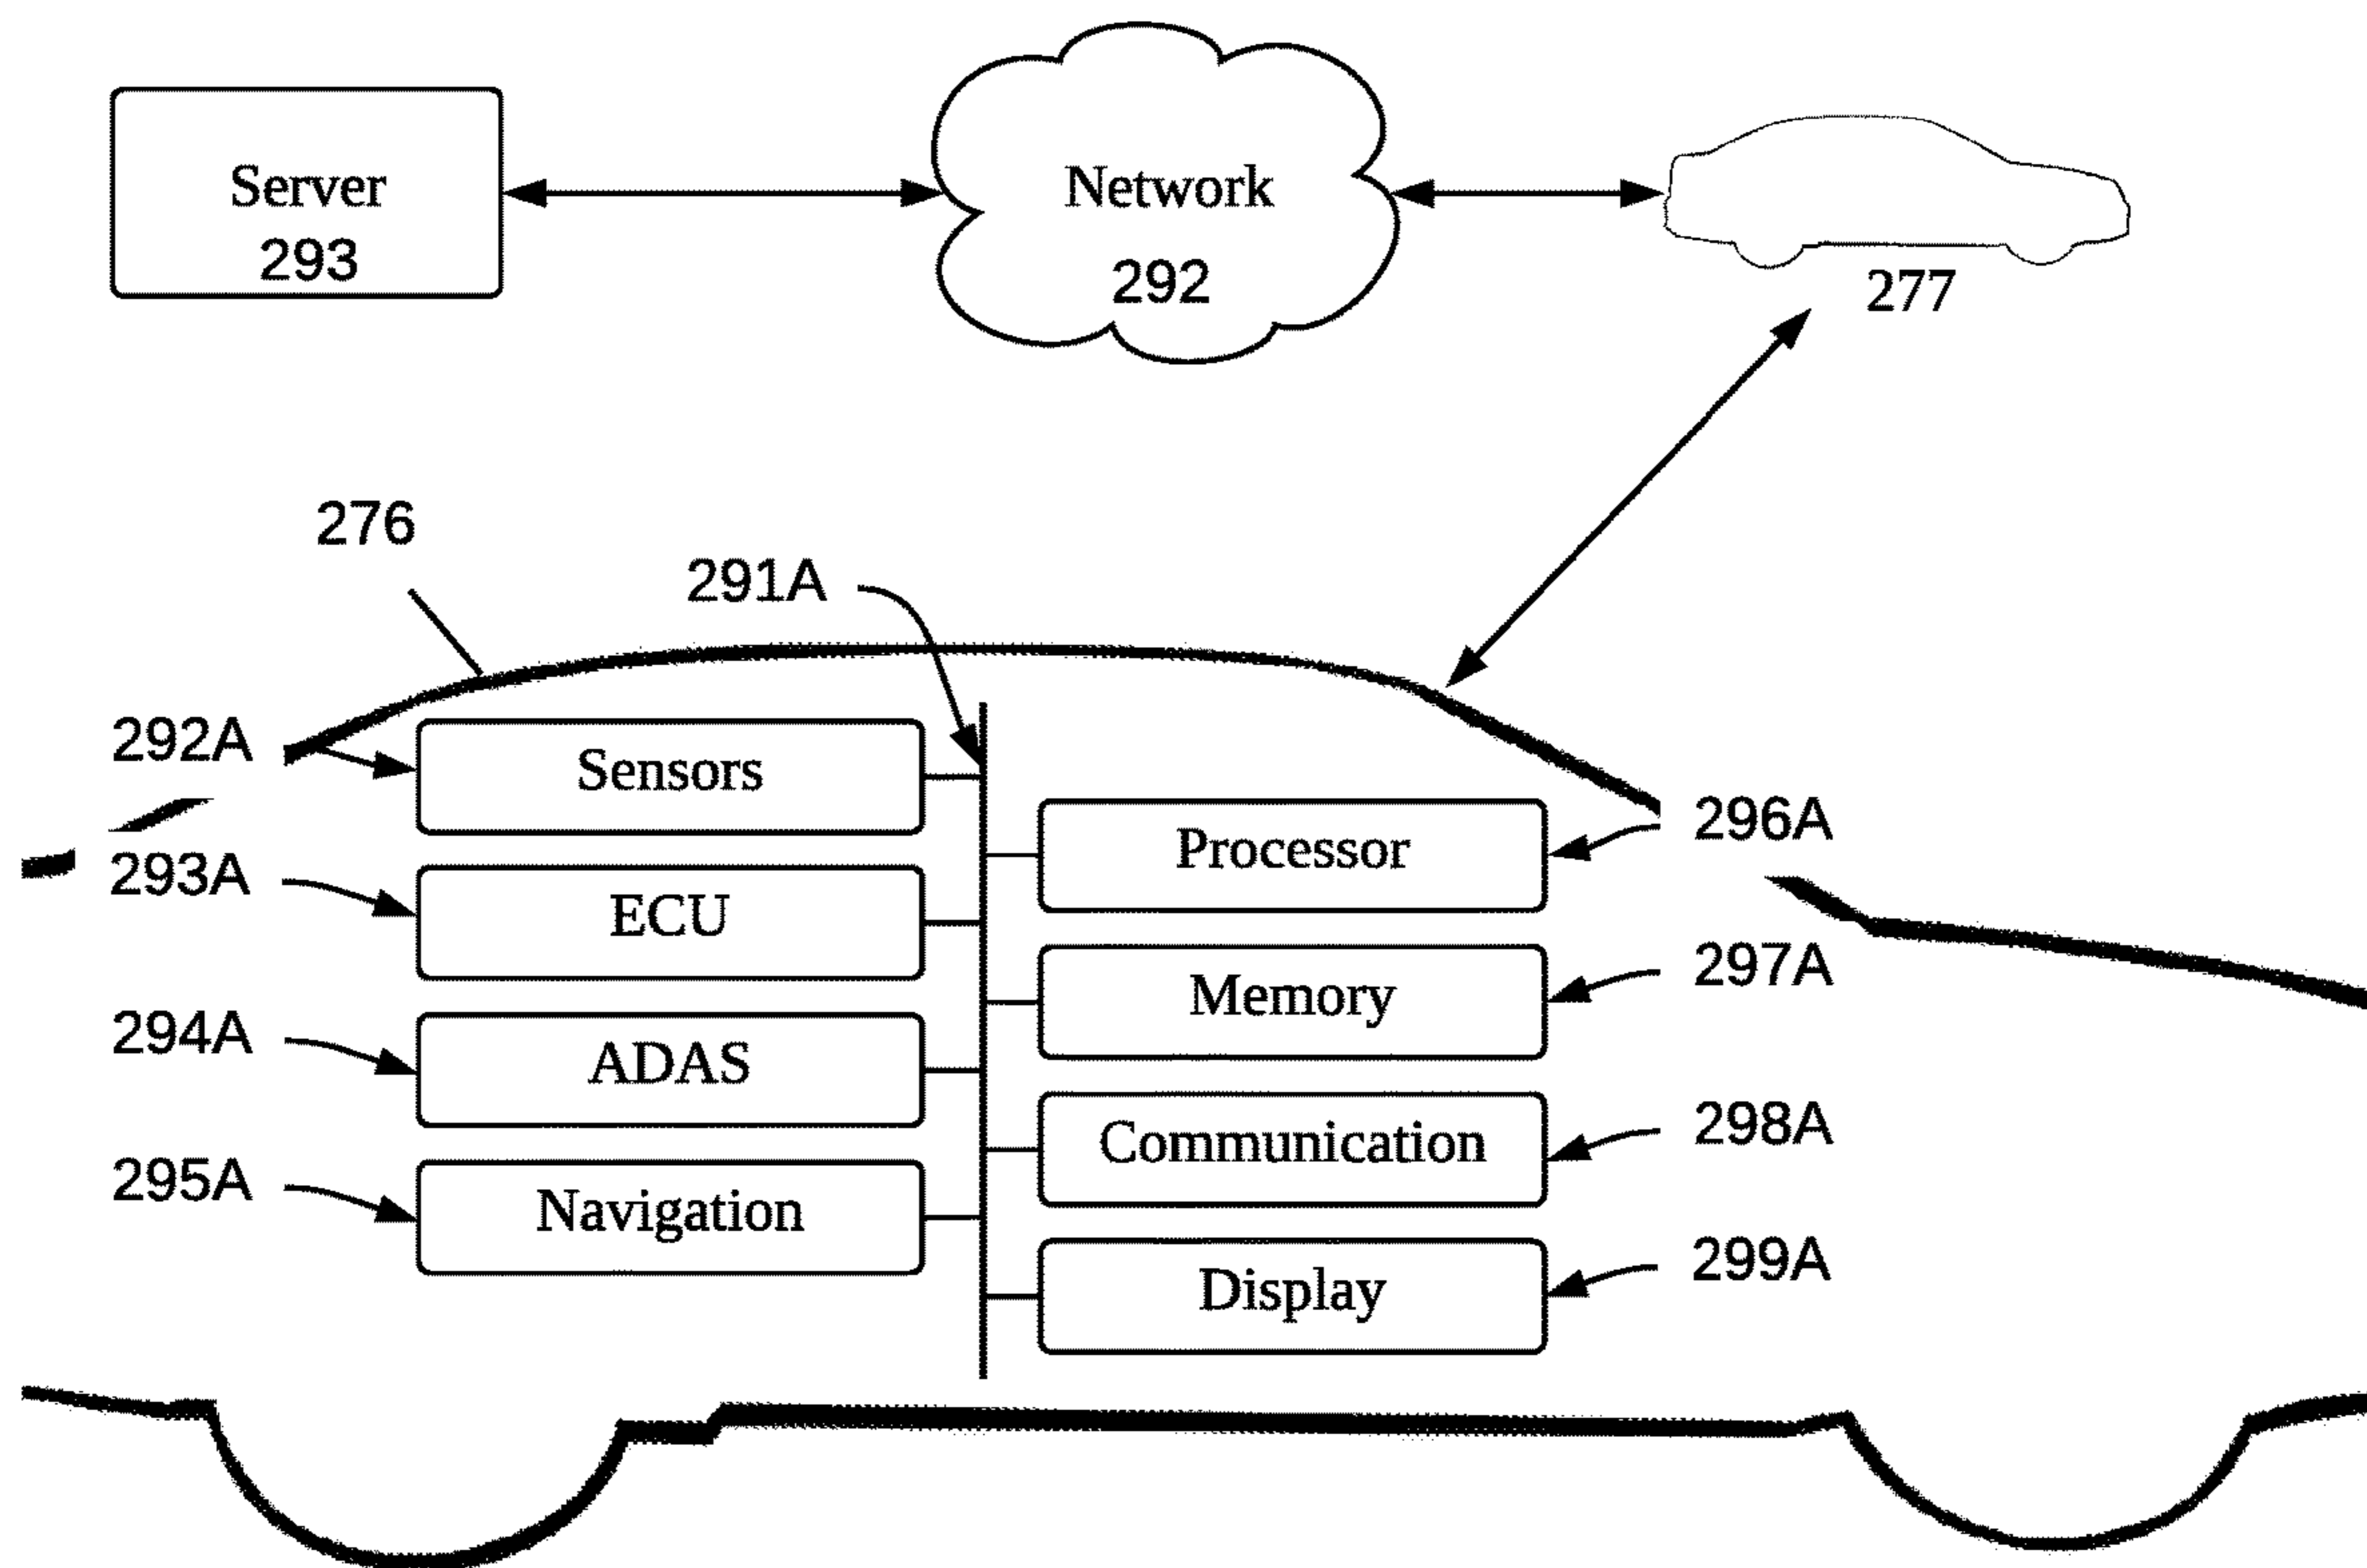 Server
293
Network
292
277
276
291A
292A
Sensors
293A
ECU
294A
ADAS
295A
Navigation
Processor
296A
Memory
297A
Communication
298A
Display
299A